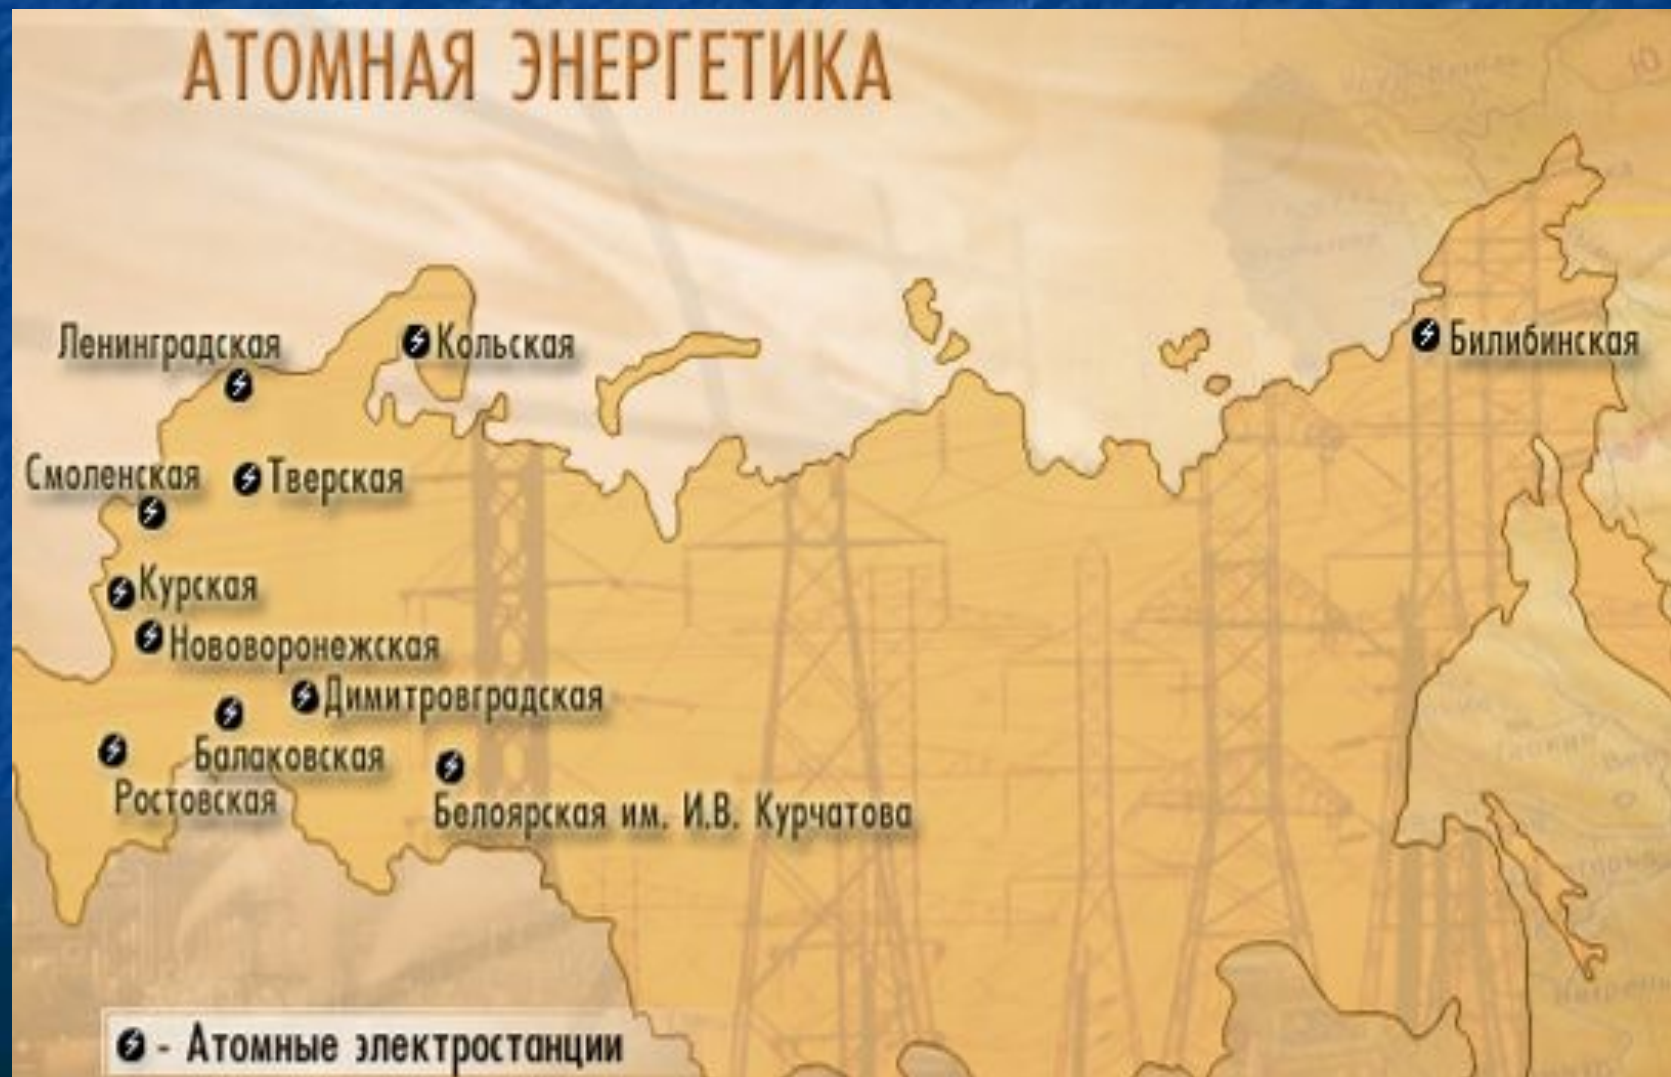 АТОМНАЯ ЭНЕРГЕТИКА
Ленинградская
Кольская
Билибинская
Смоленская
Тверская
Курская
Нововоронежская
Димитровградская
Балаковская
Ростовская
Белоярская им. И.В. Курчатова
- Атомные электростанции